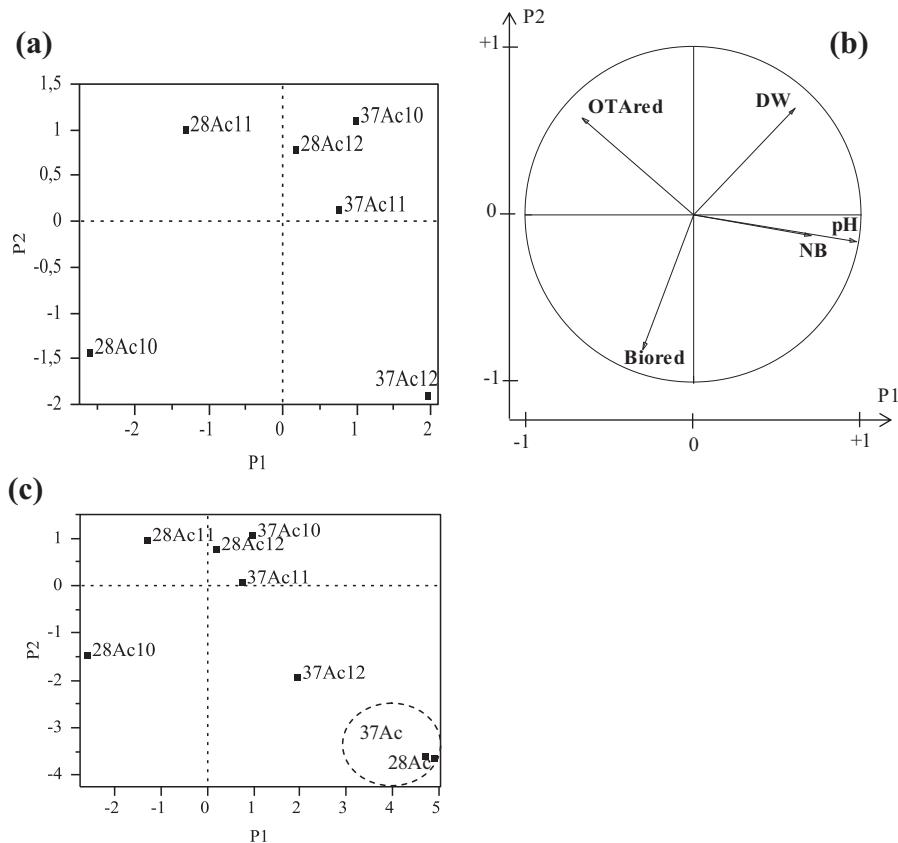 (a)
1,5
1
0,5
0
-0,5
-1
-1,5
-2
P2
28Ac11
37Ac10
28Ac12
37Ac11
28Ac10
37Ac12
-2
-1
0
1
2
P1
P2
(b)
+1
0
-1
OTAred
DW
pH
NB
Biored
P1
-1
0
+1
(c)
1
0
-1
-2
-3
-4
P2
28Ac11
37Ac10
28Ac12
37Ac11
28Ac10
37Ac12
37Ac
28Ac
-2
-1
0
1
2
3
4
5
P1